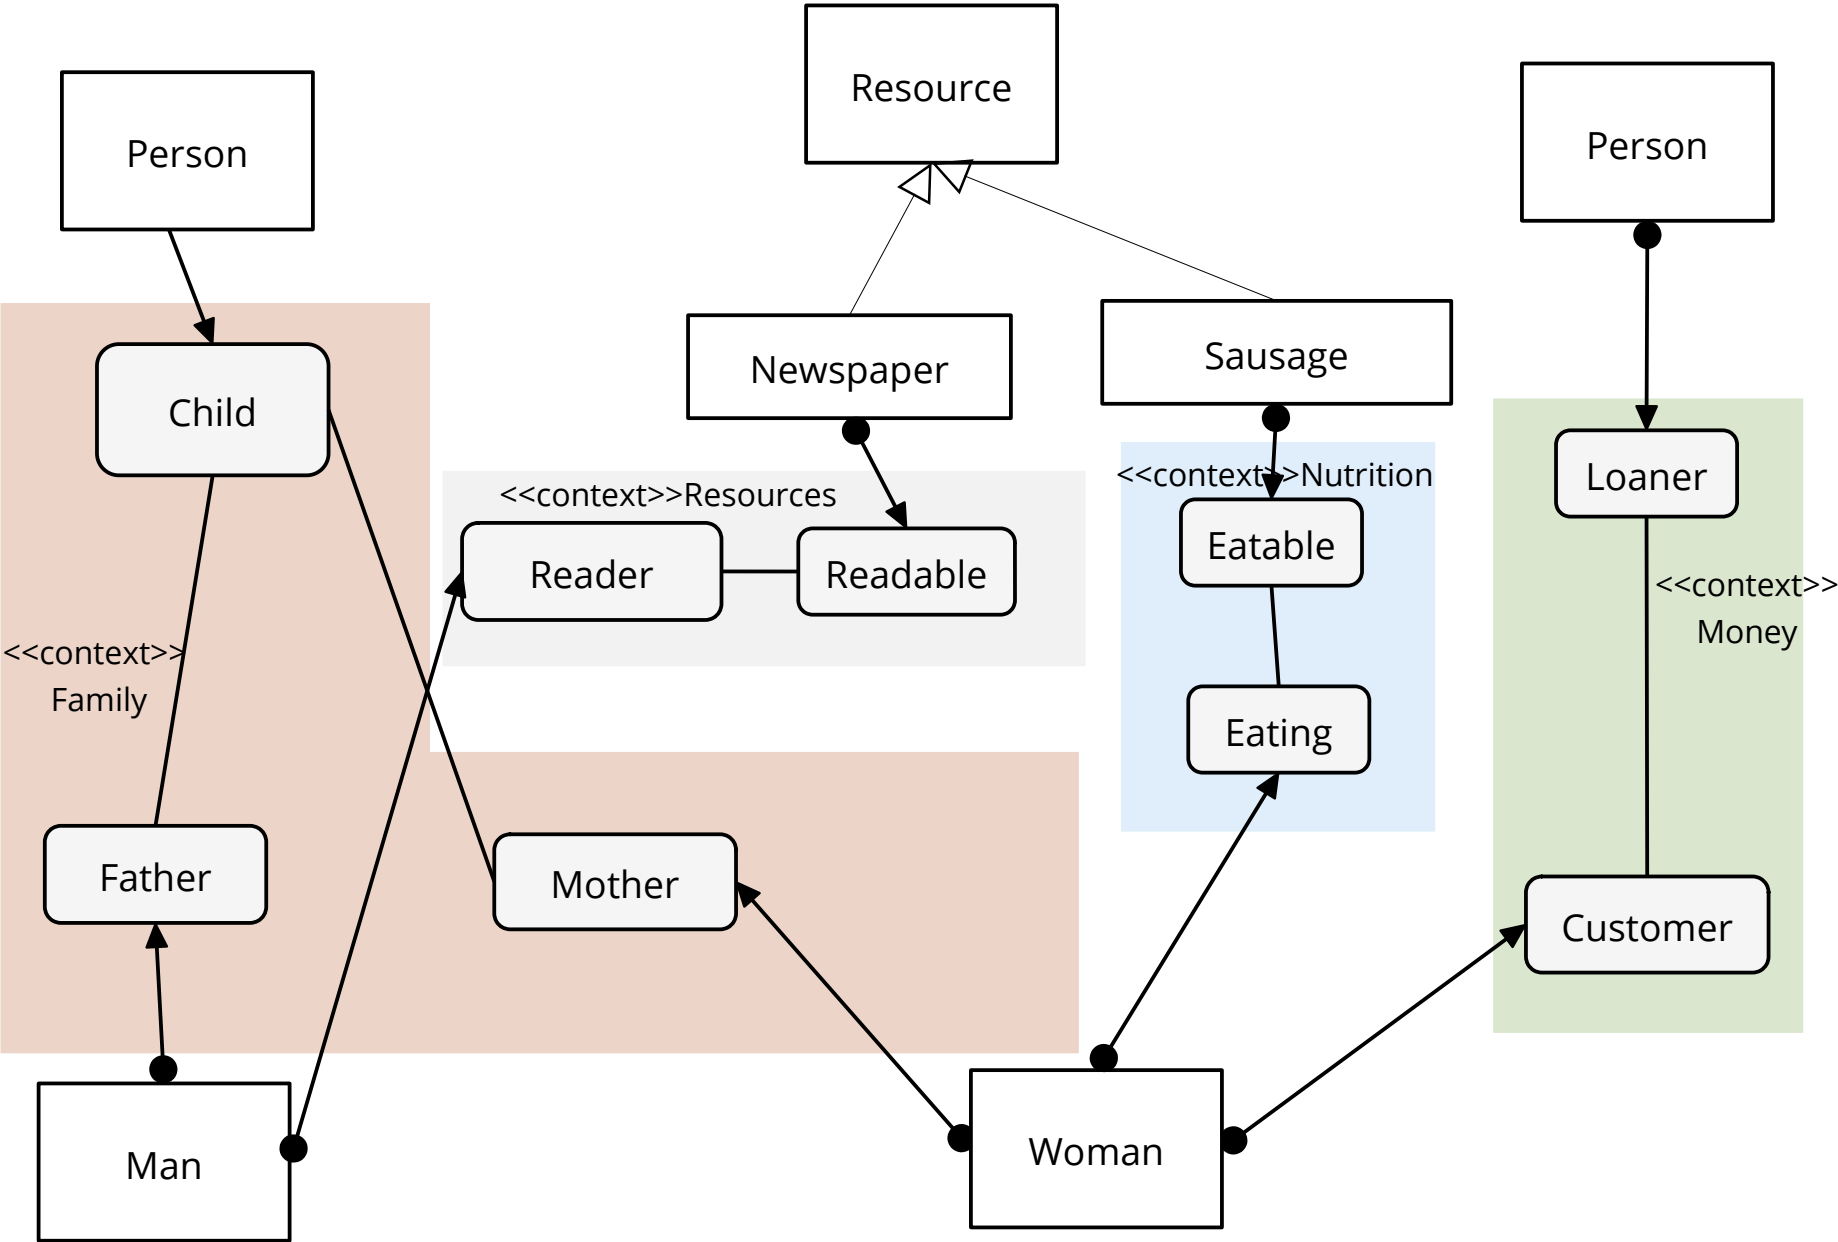 Resource
Person
Person
Newspaper
Sausage
Child
Loaner
<<context>>Resources
<<context>>Nutrition
Reader
Readable
Eatable
<<context>>
Money
<<context>>
Family
Eating
Father
Mother
Customer
Man
Woman